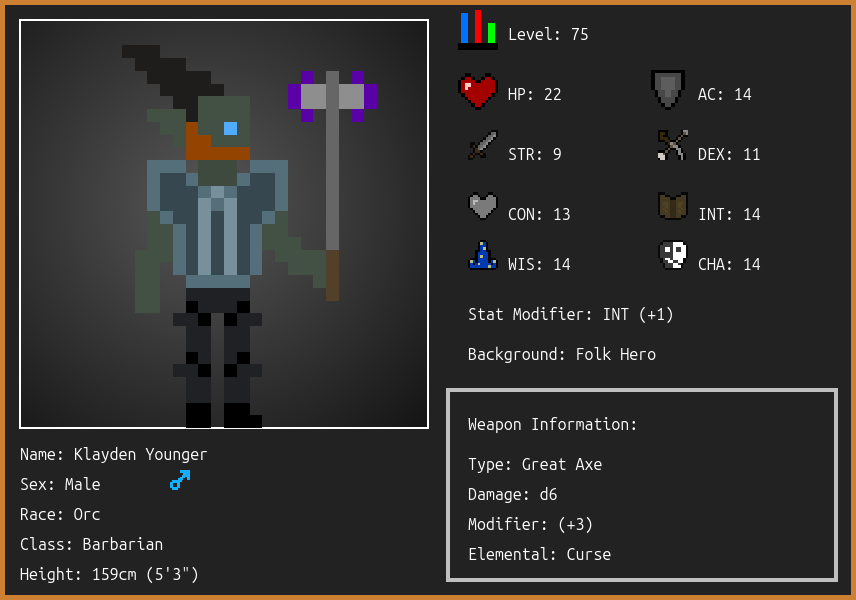 Level: 75
HP: 22
AC: 14
STR: 9
DEX: 11
CON: 13
INT: 14
WIS: 14
CHA: 14
Stat Modifier: INT (+1)
Background: Folk Hero
Weapon Information:
Type: Great Axe
Damage: d6
Modifier: (+3)
Elemental: Curse
Name: Klayden Younger
Sex: Male
Race: Orc
Class: Barbarian
Height: 159cm (5'3")